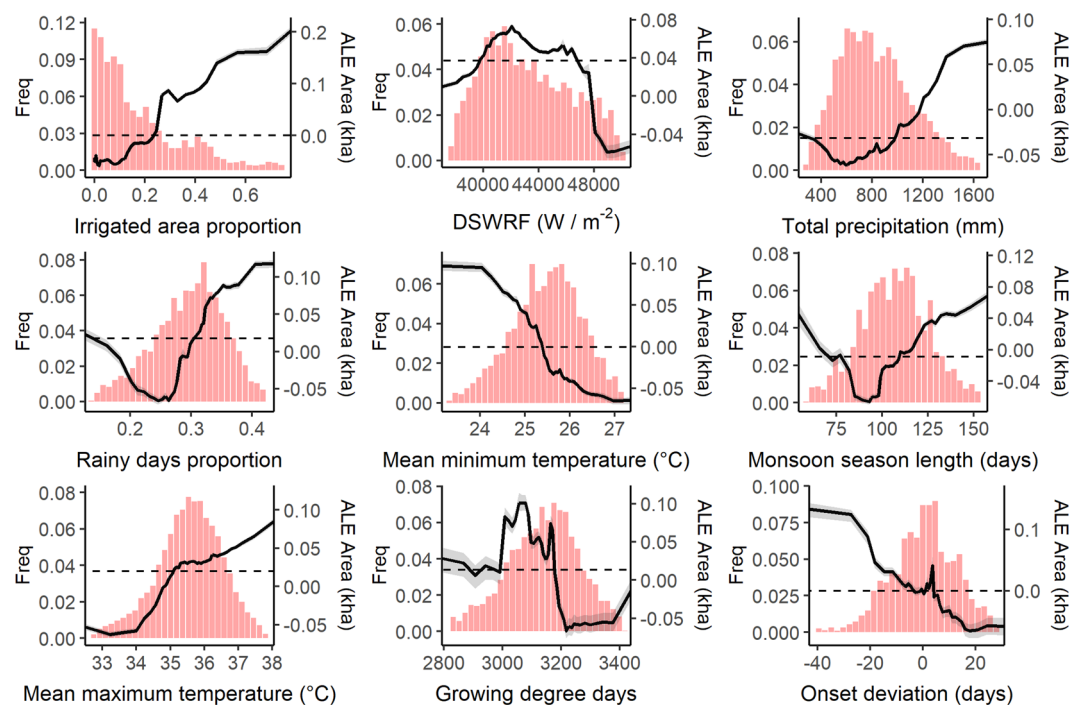 0.12
0.09
0.06
0.03
0.00
Freq
0.2
0.1
0.0
ALE Area (kha)
0.0 0.2 0.4 0.6
Irrigated area proportion
0.06
0.04
0.02
0.00
Freq
0.08
0.04
0.00
-0.04
ALE Area (kha)
40000 44000 48000
DSWRF (W / m⁻²)
0.06
0.04
0.02
0.00
Freq
0.10
0.05
0.00
-0.05
ALE Area (kha)
400 800 1200 1600
Total precipitation (mm)
0.08
0.06
0.04
0.02
0.00
Freq
0.10
0.05
0.00
-0.05
ALE Area (kha)
0.2 0.3 0.4
Rainy days proportion
0.08
0.06
0.04
0.02
0.00
Freq
0.10
0.05
0.00
-0.05
ALE Area (kha)
24 25 26 27
Mean minimum temperature (°C)
0.08
0.06
0.04
0.02
0.00
Freq
0.12
0.06
0.00
-0.06
ALE Area (kha)
75 100 125 150
Monsoon season length (days)
0.08
0.06
0.04
0.02
0.00
Freq
0.10
0.05
0.00
-0.05
ALE Area (kha)
33 34 35 36 37 38
Mean maximum temperature (°C)
0.08
0.06
0.04
0.02
0.00
Freq
0.10
0.05
0.00
-0.05
ALE Area (kha)
2800 3000 3200 3400
Growing degree days
0.100
0.075
0.050
0.025
0.000
Freq
0.1
0.0
ALE Area (kha)
-40 -20 0 20
Onset deviation (days)